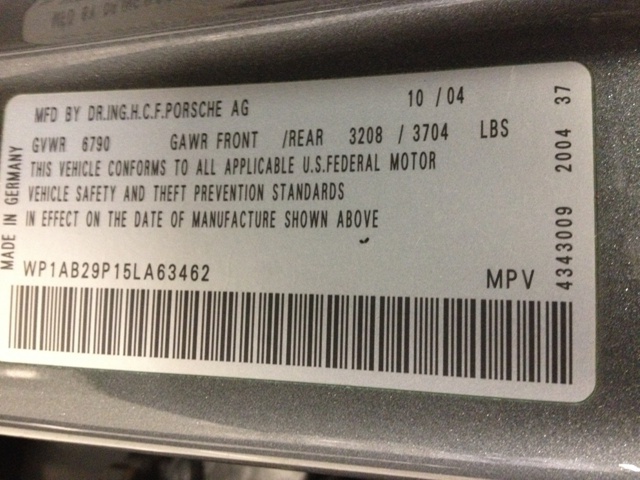 MFD BY DR.ING.H.C.F.PORSCHE AG 10 / 04
GVWR 6790 GAWR FRONT /REAR 3208 / 3704 LBS
THIS VEHICLE CONFORMS TO ALL APPLICABLE U.S.FEDERAL MOTOR
VEHICLE SAFETY AND THEFT PREVENTION STANDARDS
IN EFFECT ON THE DATE OF MANUFACTURE SHOWN ABOVE
WP1AB29P15LA63462 MPV
MADE IN GERMANY
4343009 2004 37